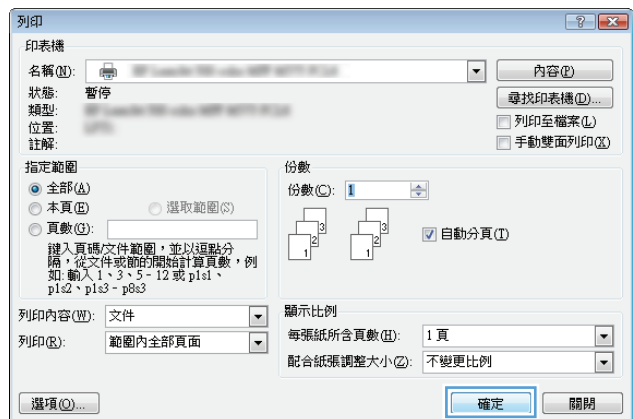 列印
印表機
名稱(N):
內容(P)
狀態: 暫停
尋找印表機(D)...
類型:
位置:
列印至檔案(L)
註解:
手動雙面列印(X)
指定範圍
全部(A)
本頁(E) 選取範圍(S)
頁數(G):
鍵入頁碼/文件範圍，並以逗點分
隔，從文件或節的開始計算頁數，例
如: 輸入 1、3、5 - 12 或 p1s1、
p1s2、p1s3 - p8s3
份數
份數(C): 1
1 2 3 1 2 3
自動分頁(T)
列印內容(W): 文件
列印(R): 範圍內全部頁面
顯示比例
每張紙所含頁數(H): 1 頁
配合紙張調整大小(Z): 不變更比例
選項(O)...
確定
關閉